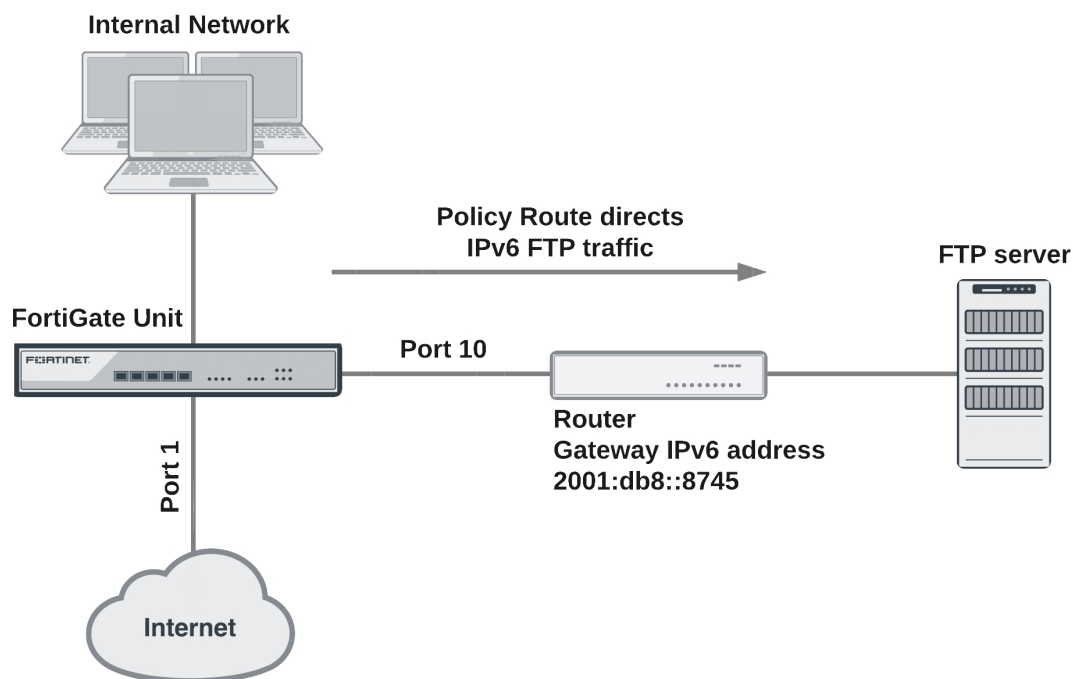 Internal Network
Policy Route directs
IPv6 FTP traffic
FTP server
FortiGate Unit
FORTINET
Port 10
Router
Gateway IPv6 address
2001:db8::8745
Port 1
Internet